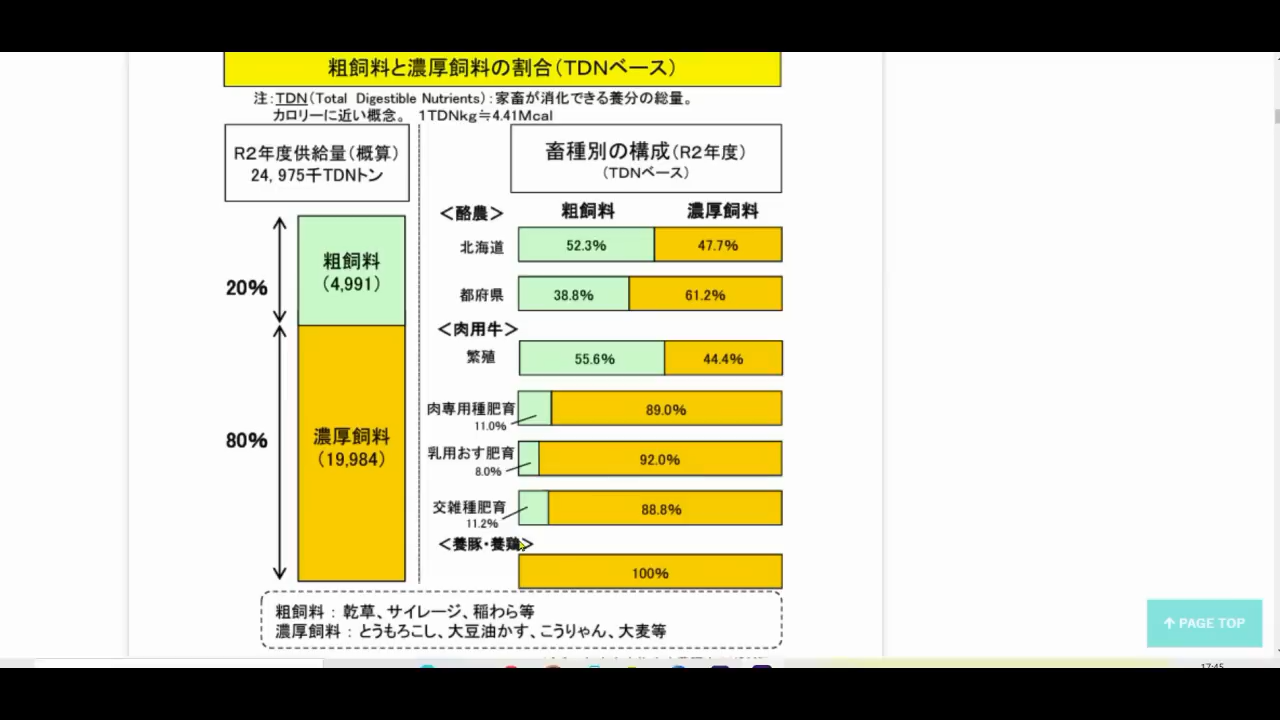 粗飼料と濃厚飼料の割合(TDNベース)
注:TDN(Total Digestible Nutrients):家畜が消化できる養分の総量。
カロリーに近い概念。 1TDNkg≒4.41Mcal
R2年度供給量(概算)
24,975千TDNトン
畜種別の構成(R2年度)
(TDNベース)
粗飼料
(4,991)
20%
濃厚飼料
(19,984)
80%
<酪農> 粗飼料 濃厚飼料
北海道 52.3% 47.7%
都府県 38.8% 61.2%
<肉用牛>
繁殖 55.6% 44.4%
肉専用種肥育 89.0%
11.0%
乳用おす肥育 92.0%
8.0%
交雑種肥育 88.8%
11.2%
<養豚・養鶏>
100%
粗飼料 : 乾草、サイレージ、稲わら等
濃厚飼料 : とうもろこし、大豆油かす、こうりゃん、大麦等
↑ PAGE TOP
17:45